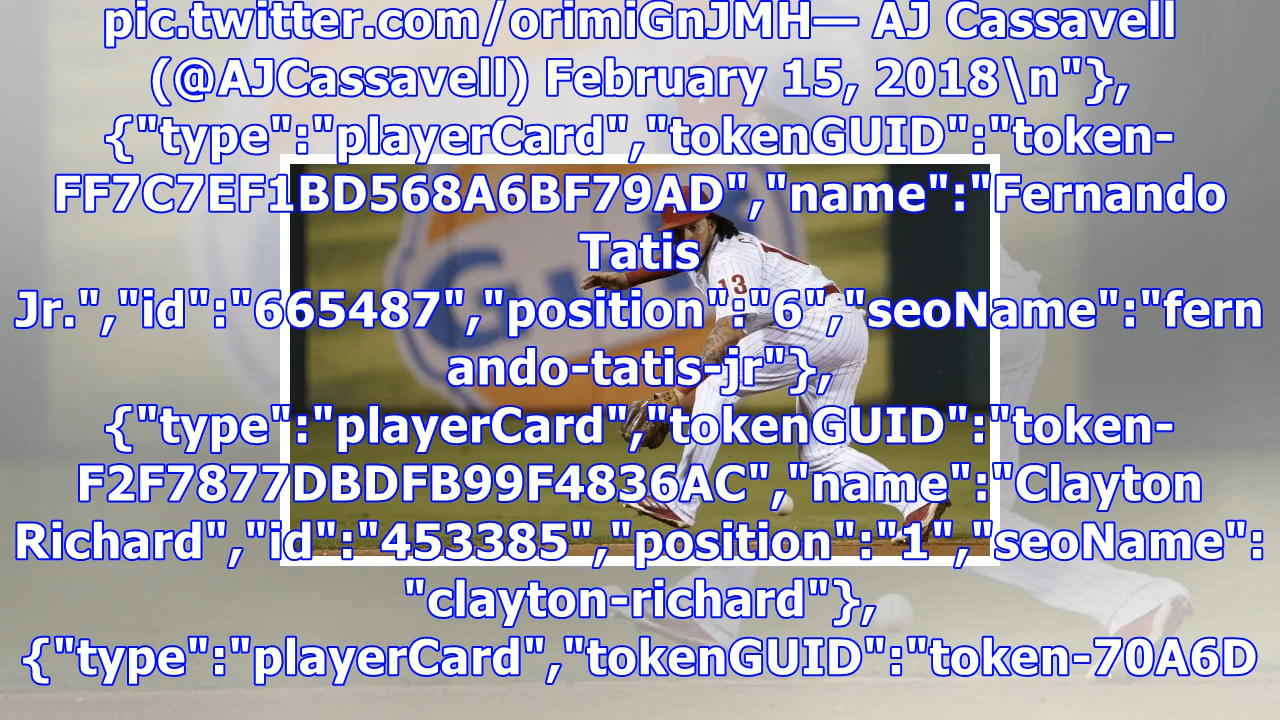 pic.twitter.com/orimiGnJMH— AJ Cassavell
(@AJCassavell) February 15, 2018\n"},
{"type":"playerCard","tokenGUID":"token-
FF7C7EF1BD568A6BF79AD","name":"Fernando
Tatis
Jr.","id":"665487","position":"6","seoName":"fern
ando-tatis-jr"},
{"type":"playerCard","tokenGUID":"token-
F2F7877DBDFB99F4836AC","name":"Clayton
Richard","id":"453385","position":"1","seoName":
"clayton-richard"},
{"type":"playerCard","tokenGUID":"token-70A6D
13